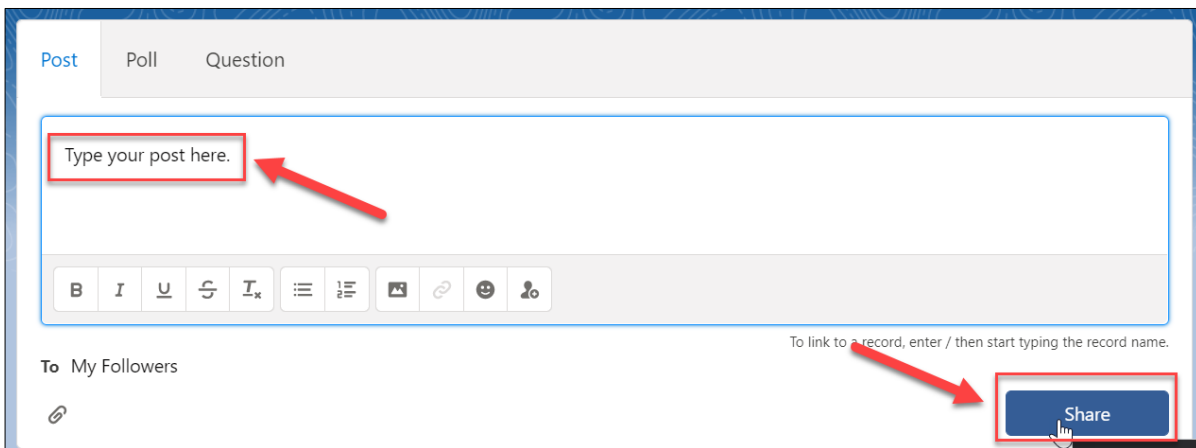 Post Poll Question
Type your post here.
B I U S Tx
To link to a record, enter / then start typing the record name.
To My Followers
Share